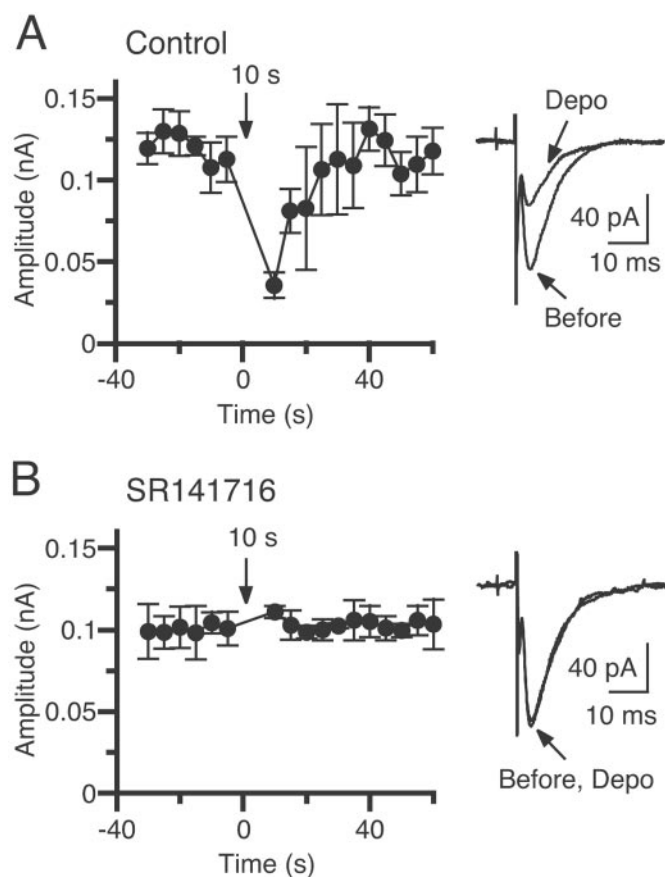 A
Control
10 s
0.15
0.1
0.05
0
Amplitude (nA)
-40
0
40
Time (s)
Depo
40 pA
10 ms
Before
B
SR141716
10 s
0.15
0.1
0.05
0
Amplitude (nA)
-40
0
40
Time (s)
40 pA
10 ms
Before, Depo